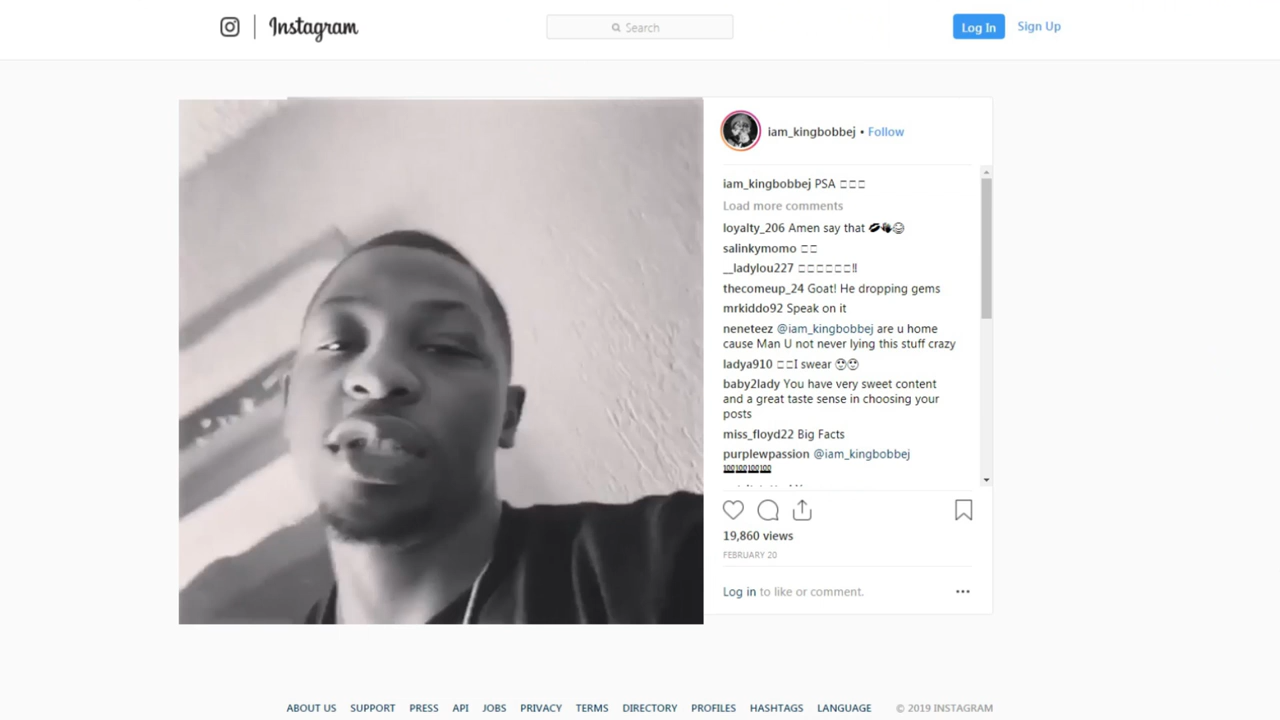 Instagram
Search
Log In
Sign Up
iam_kingbobbej • Follow
iam_kingbobbej PSA
Load more comments
loyalty_206 Amen say that 💋👏😂
salinkymomo
__ladylou227 ‼
thecomeup_24 Goat! He dropping gems
mrkiddo92 Speak on it
neneteez @iam_kingbobbej are u home
cause Man U not never lying this stuff crazy
ladya910 I swear
baby2lady You have very sweet content
and a great taste sense in choosing your
posts
miss_floyd22 Big Facts
purplewpassion @iam_kingbobbej
💯💯💯💯
19,860 views
FEBRUARY 20
Log in to like or comment.
ABOUT US SUPPORT PRESS API JOBS PRIVACY TERMS DIRECTORY PROFILES HASHTAGS LANGUAGE © 2019 INSTAGRAM